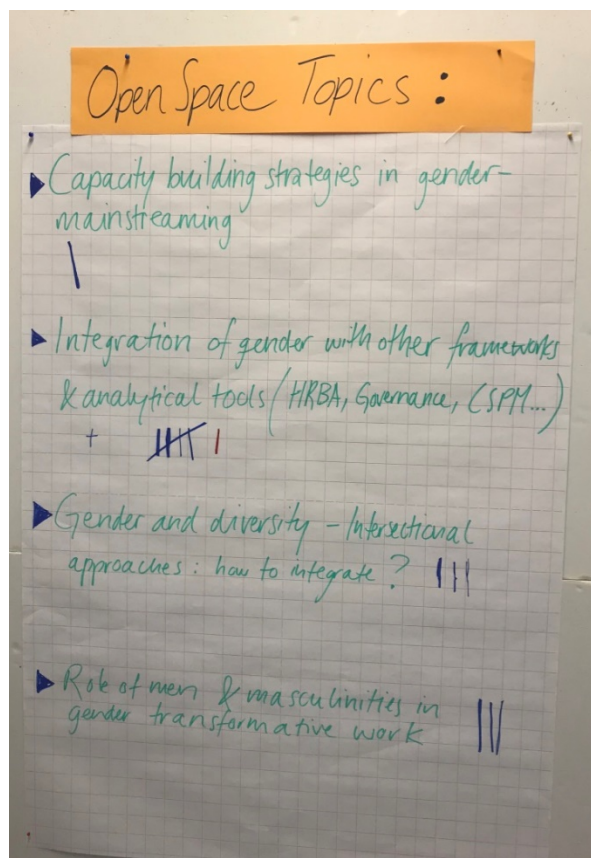 Open Space Topics :
Capacity building strategies in gender-
mainstreaming
Integration of gender with other frameworks
& analytical tools (HRBA, Governance, CSPM...)
+
Gender and diversity – Intersectional
approaches : how to integrate ?
Role of men & masculinities in
gender transformative work